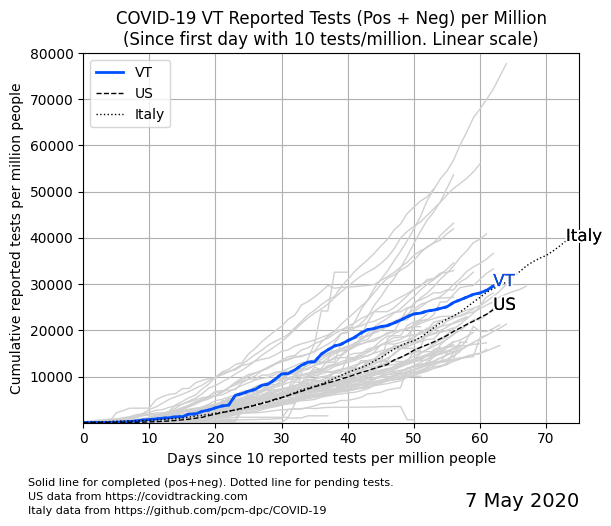 COVID-19 VT Reported Tests (Pos + Neg) per Million
(Since first day with 10 tests/million. Linear scale)
Cumulative reported tests per million people
80000
70000
60000
50000
40000
30000
20000
10000
VT
US
Italy
Italy
VT
US
0 10 20 30 40 50 60 70
Days since 10 reported tests per million people
Solid line for completed (pos+neg). Dotted line for pending tests.
US data from https://covidtracking.com
Italy data from https://github.com/pcm-dpc/COVID-19
7 May 2020